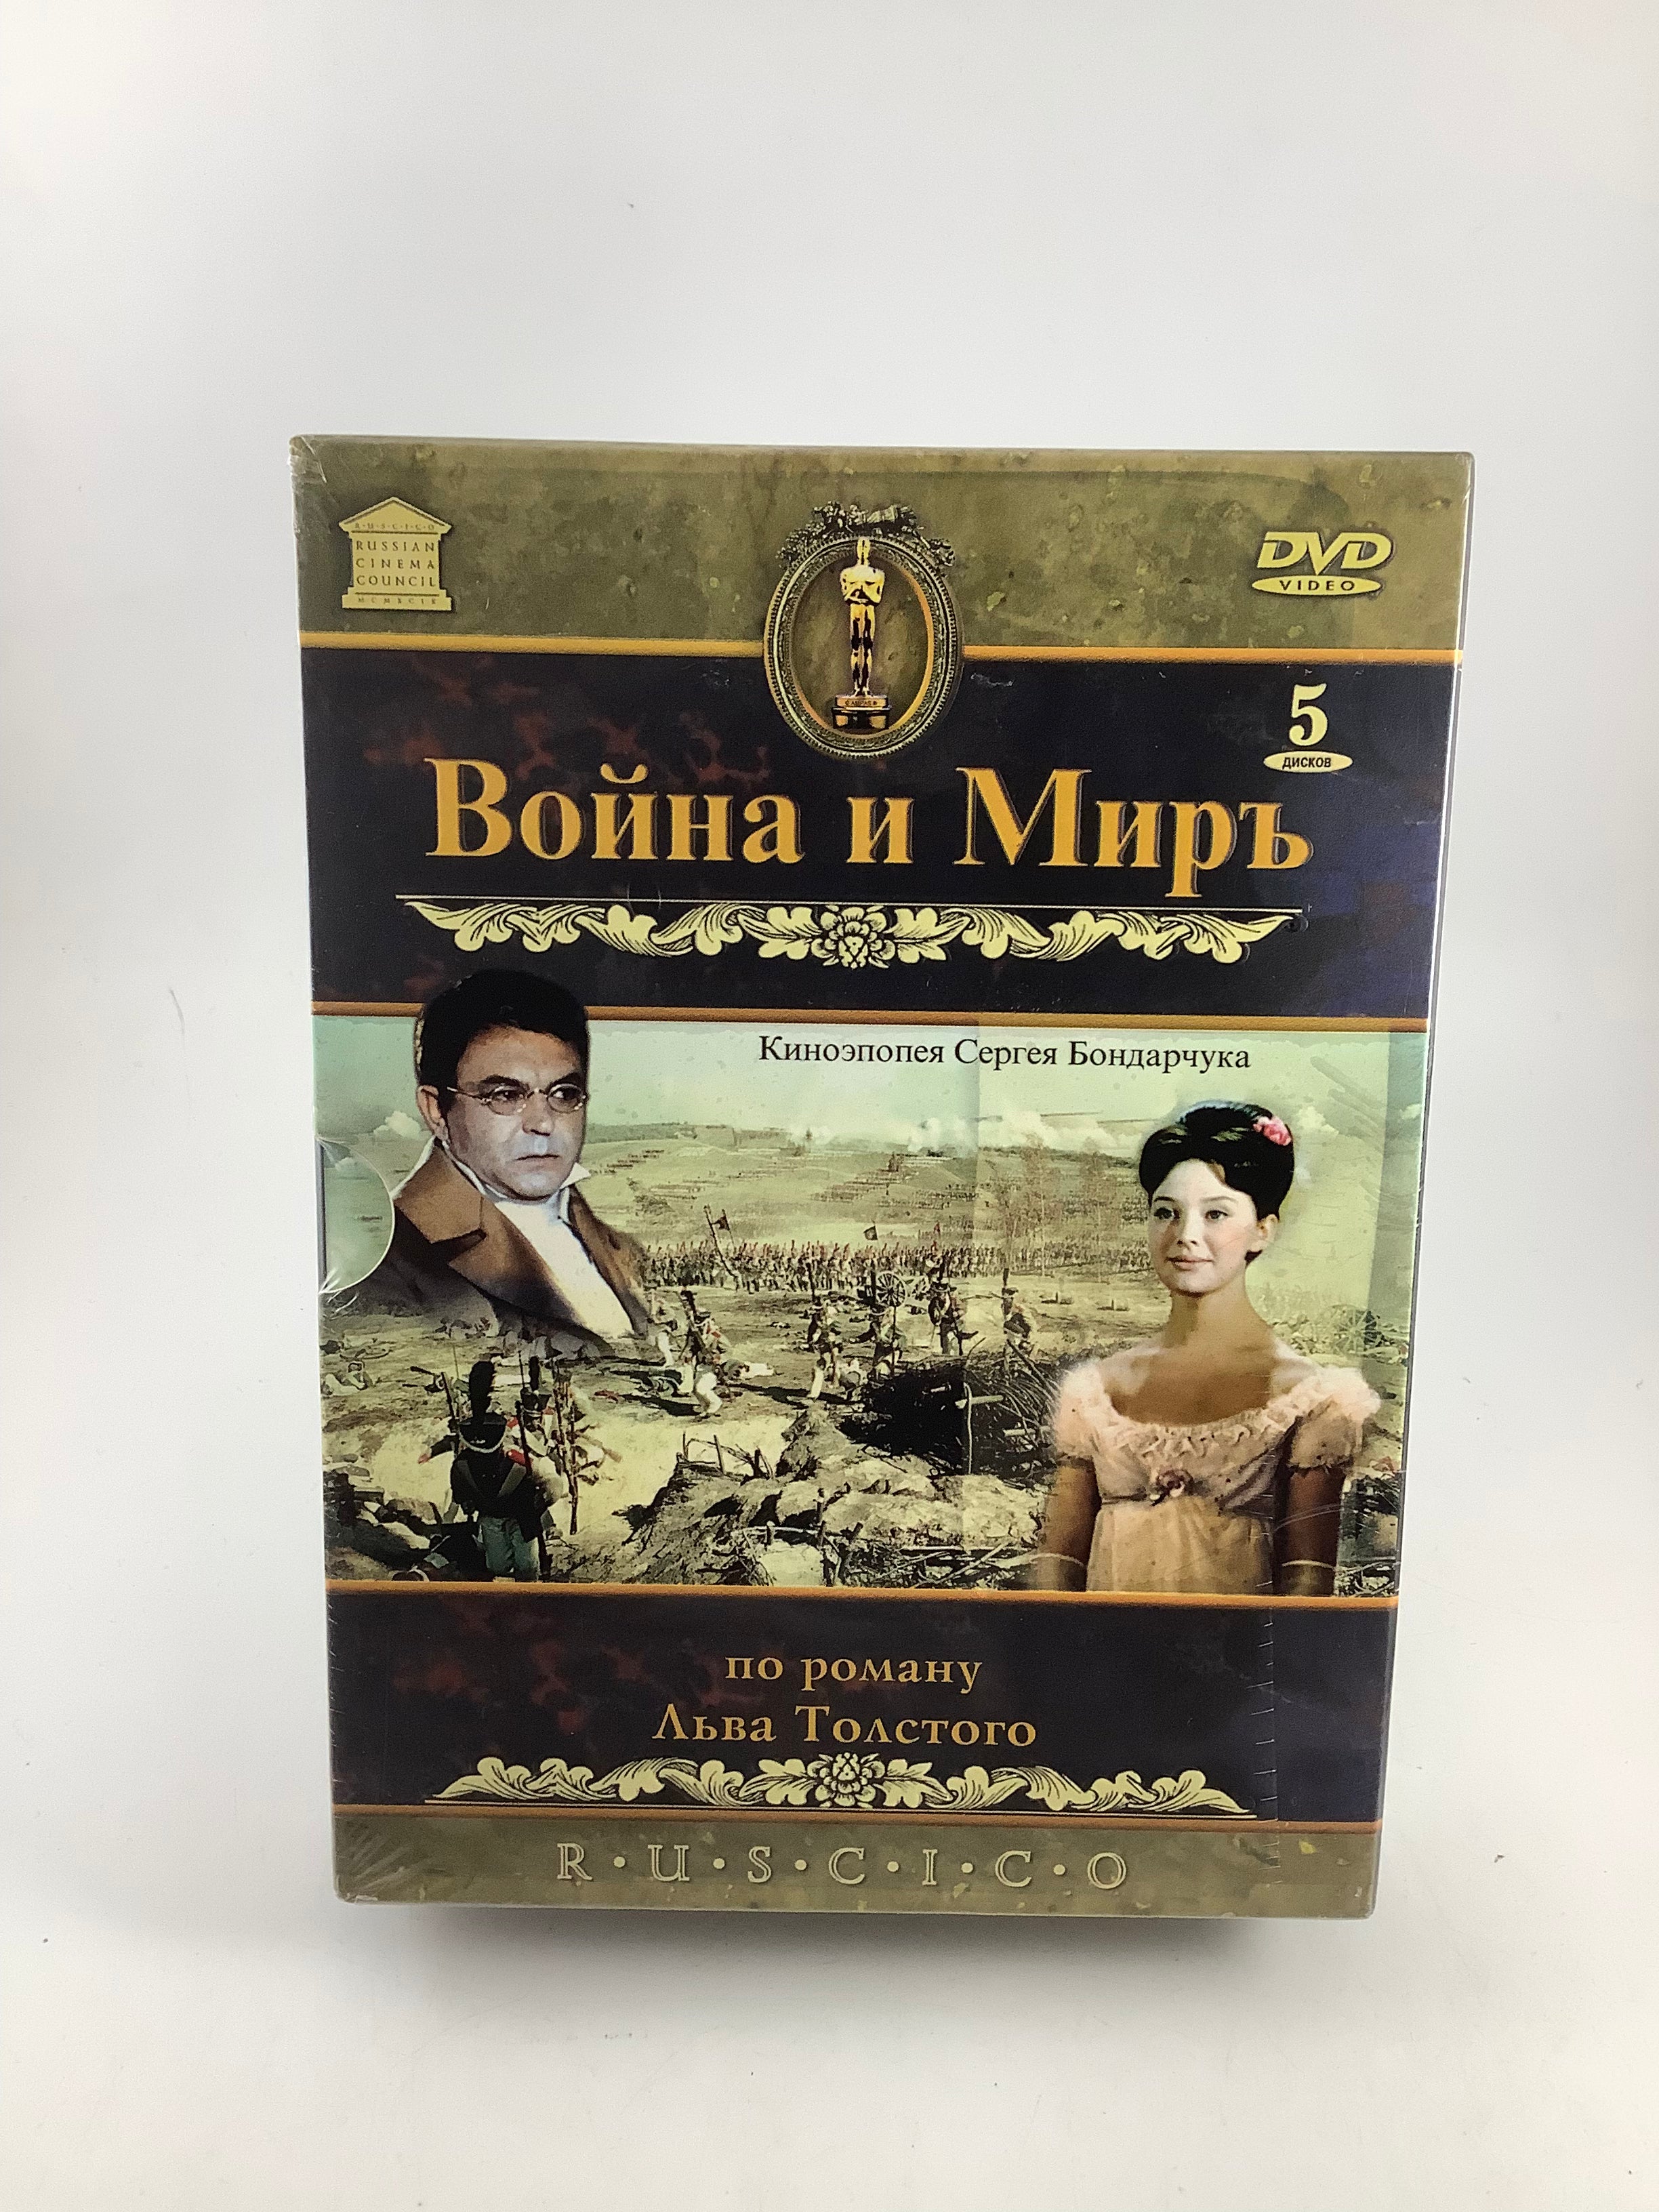 R·U·S·C·I·C·O
RUSSIAN
CINEMA
COUNCIL
DVD
VIDEO
5
дисков
Война и Миръ
Киноэпопея Сергея Бондарчука
по роману
Льва Толстого
R·U·S·C·I·C·O